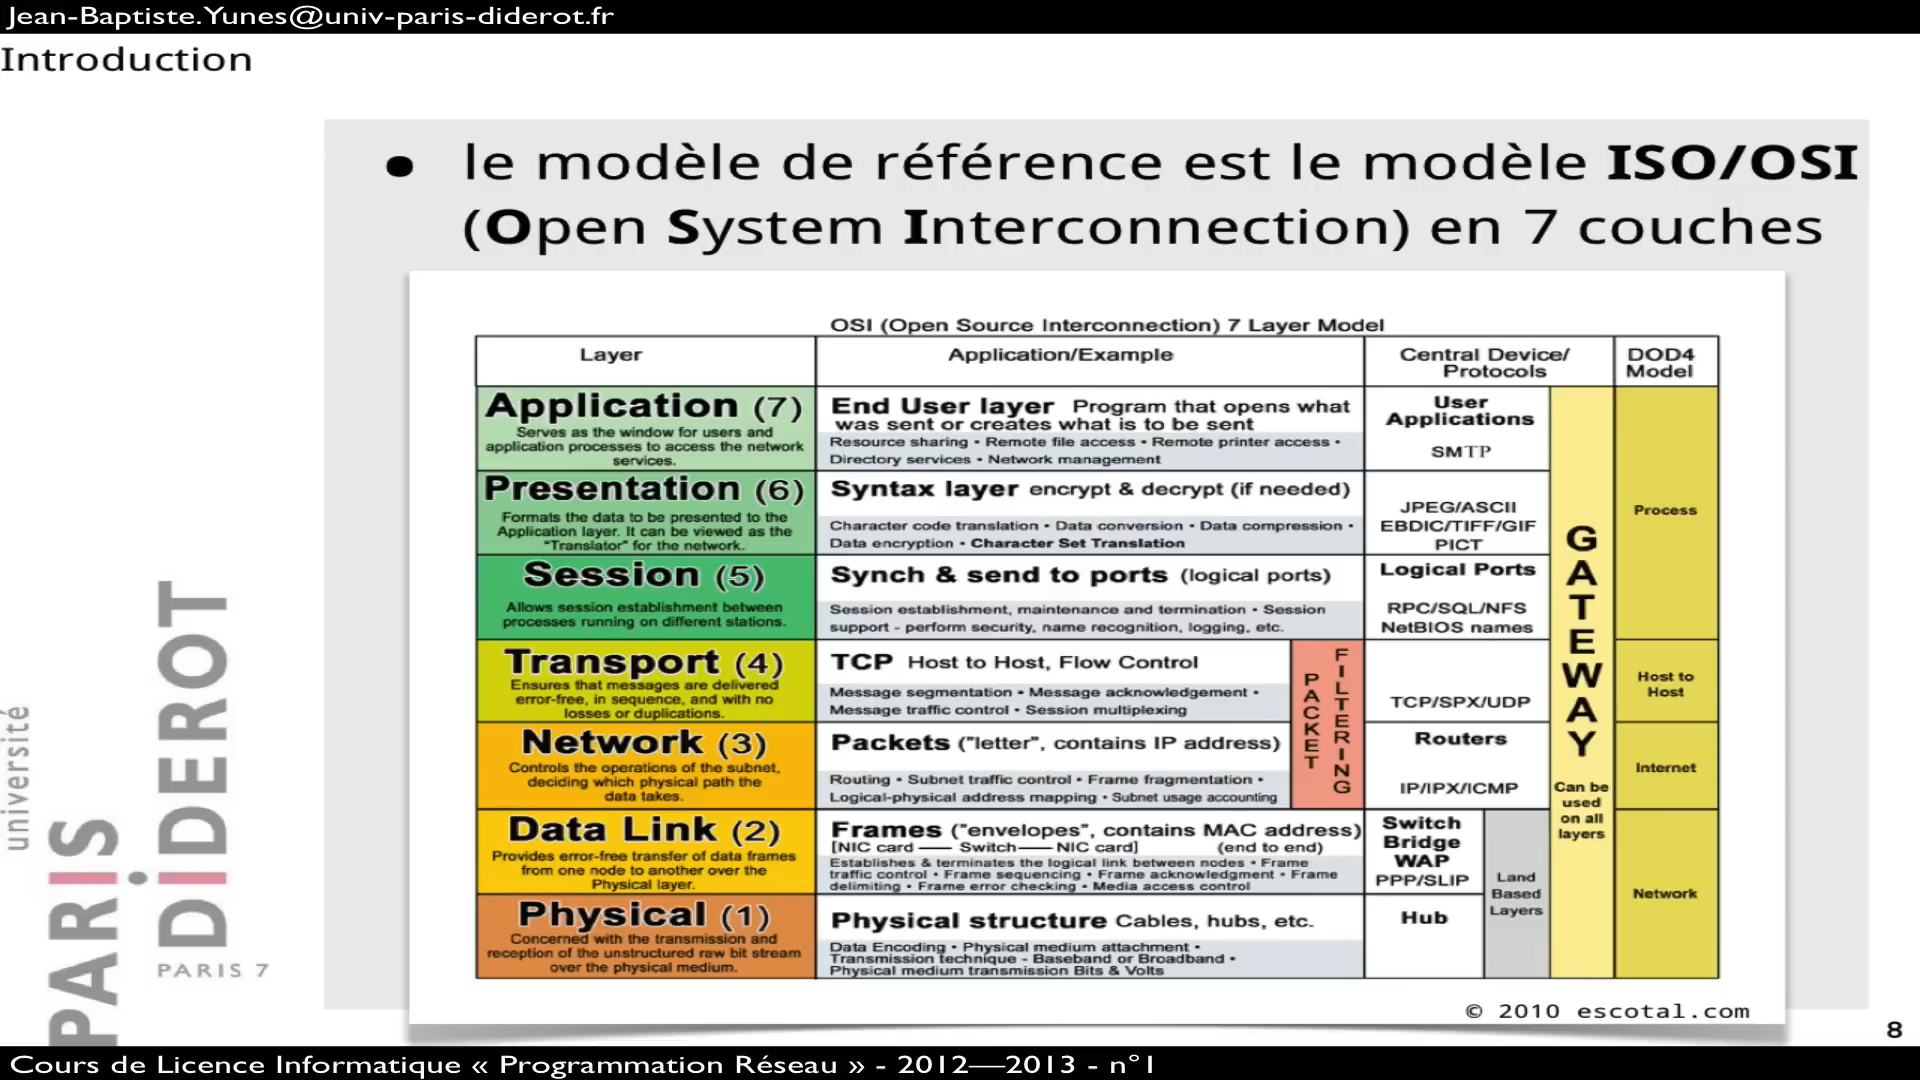 Jean-Baptiste.Yunes@univ-paris-diderot.fr
Introduction
• le modèle de référence est le modèle ISO/OSI
(Open System Interconnection) en 7 couches
OSI (Open Source Interconnection) 7 Layer Model
Layer
Application/Example
Central Device/
Protocols
DOD4
Model
Application (7)
Serves as the window for users and
application processes to access the network
services.
End User layer Program that opens what
was sent or creates what is to be sent
Resource sharing • Remote file access • Remote printer access •
Directory services • Network management
User
Applications
SMTP
Presentation (6)
Formats the data to be presented to the
Application layer. It can be viewed as the
"Translator" for the network.
Syntax layer encrypt & decrypt (if needed)
Character code translation • Data conversion • Data compression •
Data encryption • Character Set Translation
JPEG/ASCII
EBDIC/TIFF/GIF
PICT
Process
Session (5)
Allows session establishment between
processes running on different stations.
Synch & send to ports (logical ports)
Session establishment, maintenance and termination • Session
support - perform security, name recognition, logging, etc.
Logical Ports
RPC/SQL/NFS
NetBIOS names
Transport (4)
Ensures that messages are delivered
error-free, in sequence, and with no
losses or duplications.
TCP Host to Host, Flow Control
Message segmentation • Message acknowledgement •
Message traffic control • Session multiplexing
PACKET
FILTERING
TCP/SPX/UDP
GATEWAY
Can be
used
on all
layers
Host to
Host
Network (3)
Controls the operations of the subnet,
deciding which physical path the
data takes.
Packets ("letter", contains IP address)
Routing • Subnet traffic control • Frame fragmentation •
Logical-physical address mapping • Subnet usage accounting
Routers
IP/IPX/ICMP
Internet
Data Link (2)
Provides error-free transfer of data frames
from one node to another over the
Physical layer.
Frames ("envelopes", contains MAC address)
[NIC card —— Switch—— NIC card] (end to end)
Establishes & terminates the logical link between nodes • Frame
traffic control • Frame sequencing • Frame acknowledgment • Frame
delimiting • Frame error checking • Media access control
Switch
Bridge
WAP
PPP/SLIP
Land
Based
Layers
Network
Physical (1)
Concerned with the transmission and
reception of the unstructured raw bit stream
over the physical medium.
Physical structure Cables, hubs, etc.
Data Encoding • Physical medium attachment •
Transmission technique - Baseband or Broadband •
Physical medium transmission Bits & Volts
Hub
© 2010 escotal.com
université
PARIS
DIDEROT
PARIS 7
8
Cours de Licence Informatique « Programmation Réseau » - 2012—2013 - n°1